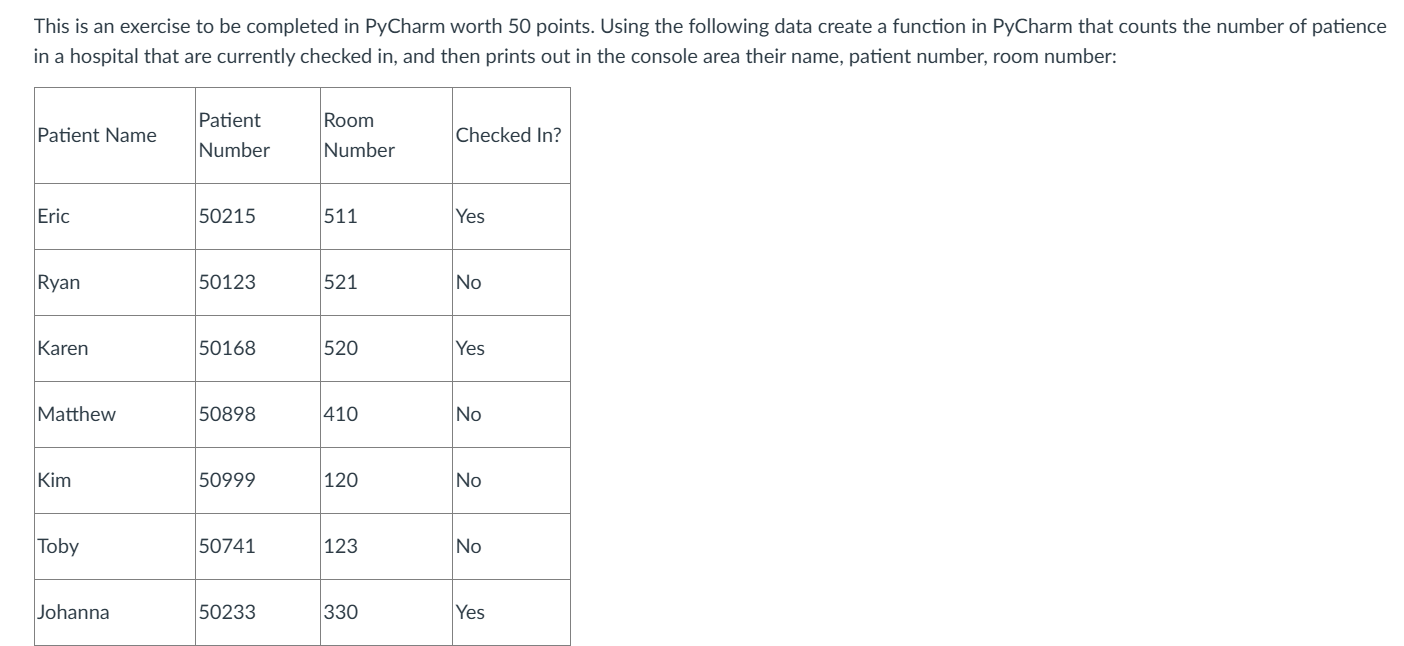 This is an exercise to be completed in PyCharm worth 50 points. Using the following data create a function in PyCharm that counts the number of patience
in a hospital that are currently checked in, and then prints out in the console area their name, patient number, room number:
Patient Name Patient Number Room Number Checked In?
Eric 50215 511 Yes
Ryan 50123 521 No
Karen 50168 520 Yes
Matthew 50898 410 No
Kim 50999 120 No
Toby 50741 123 No
Johanna 50233 330 Yes